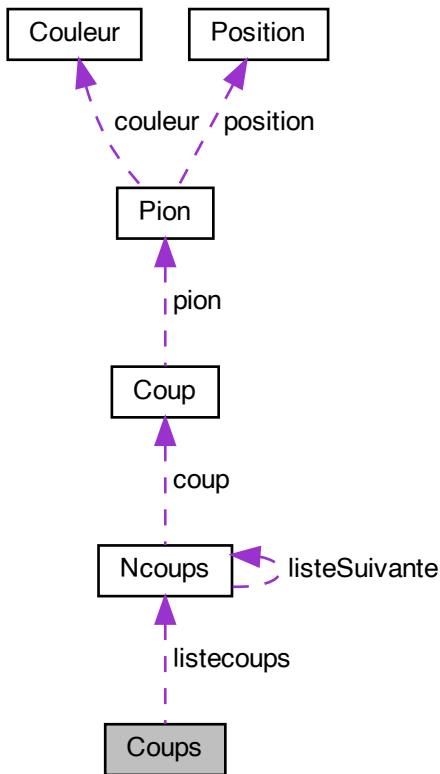 Couleur
Position
couleur
position
Pion
pion
Coup
coup
Ncoups
listeSuivante
listecoups
Coups